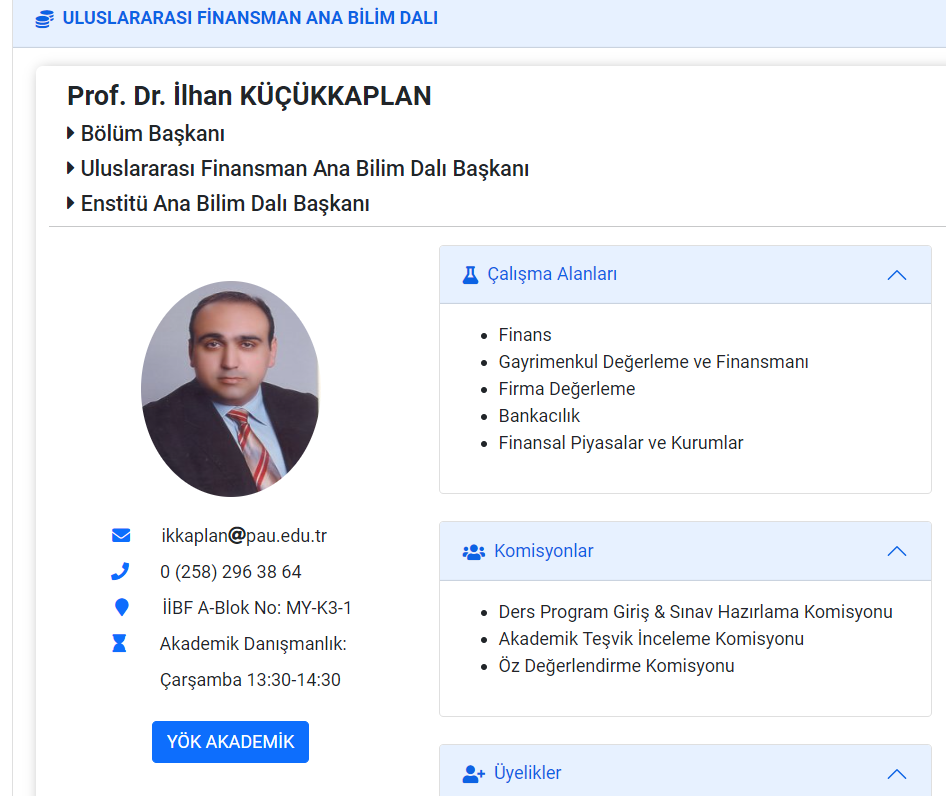 ULUSLARARASI FİNANSMAN ANA BİLİM DALI
Prof. Dr. İlhan KÜÇÜKKAPLAN
Bölüm Başkanı
Uluslararası Finansman Ana Bilim Dalı Başkanı
Enstitü Ana Bilim Dalı Başkanı
ikkaplan@pau.edu.tr
0 (258) 296 38 64
İİBF A-Blok No: MY-K3-1
Akademik Danışmanlık:
Çarşamba 13:30-14:30
YÖK AKADEMİK
Çalışma Alanları
Finans
Gayrimenkul Değerleme ve Finansmanı
Firma Değerleme
Bankacılık
Finansal Piyasalar ve Kurumlar
Komisyonlar
Ders Program Giriş & Sınav Hazırlama Komisyonu
Akademik Teşvik İnceleme Komisyonu
Öz Değerlendirme Komisyonu
Üyelikler